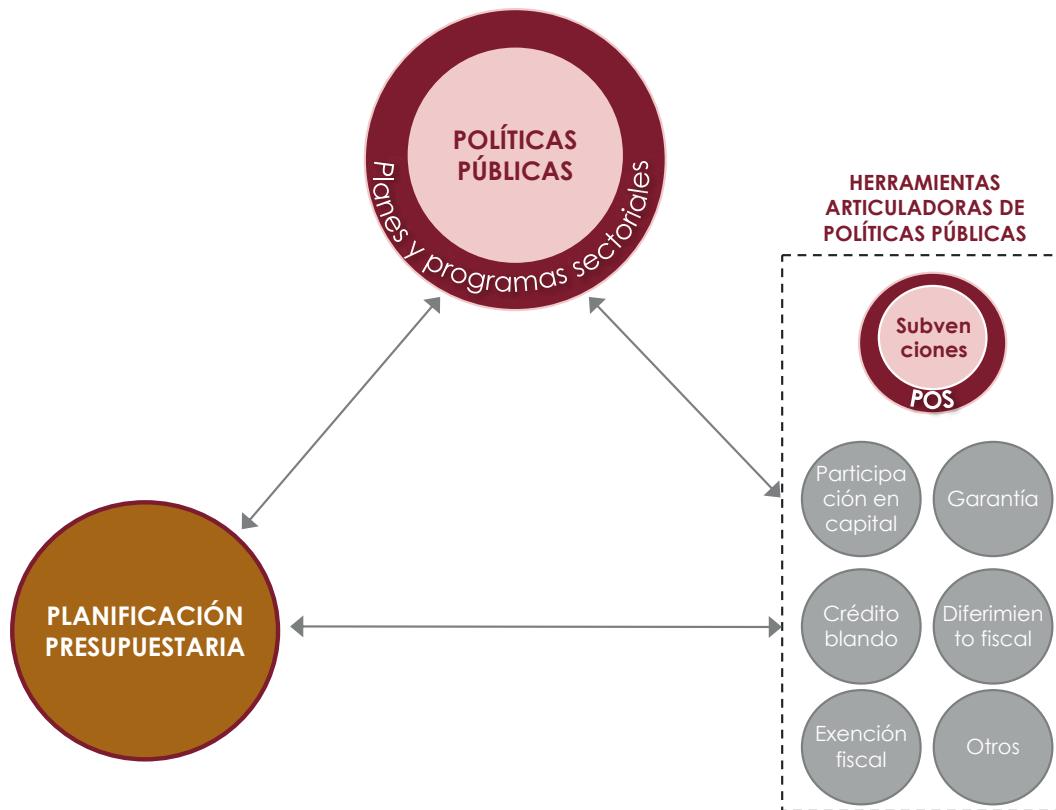 POLÍTICAS
PÚBLICAS
Planes y programas sectoriales
HERRAMIENTAS
ARTICULADORAS DE
POLÍTICAS PÚBLICAS
Subven
ciones
POS
Participa
ción en
capital
Garantía
Crédito
blando
Diferimien
to fiscal
Exención
fiscal
Otros
PLANIFICACIÓN
PRESUPUESTARIA